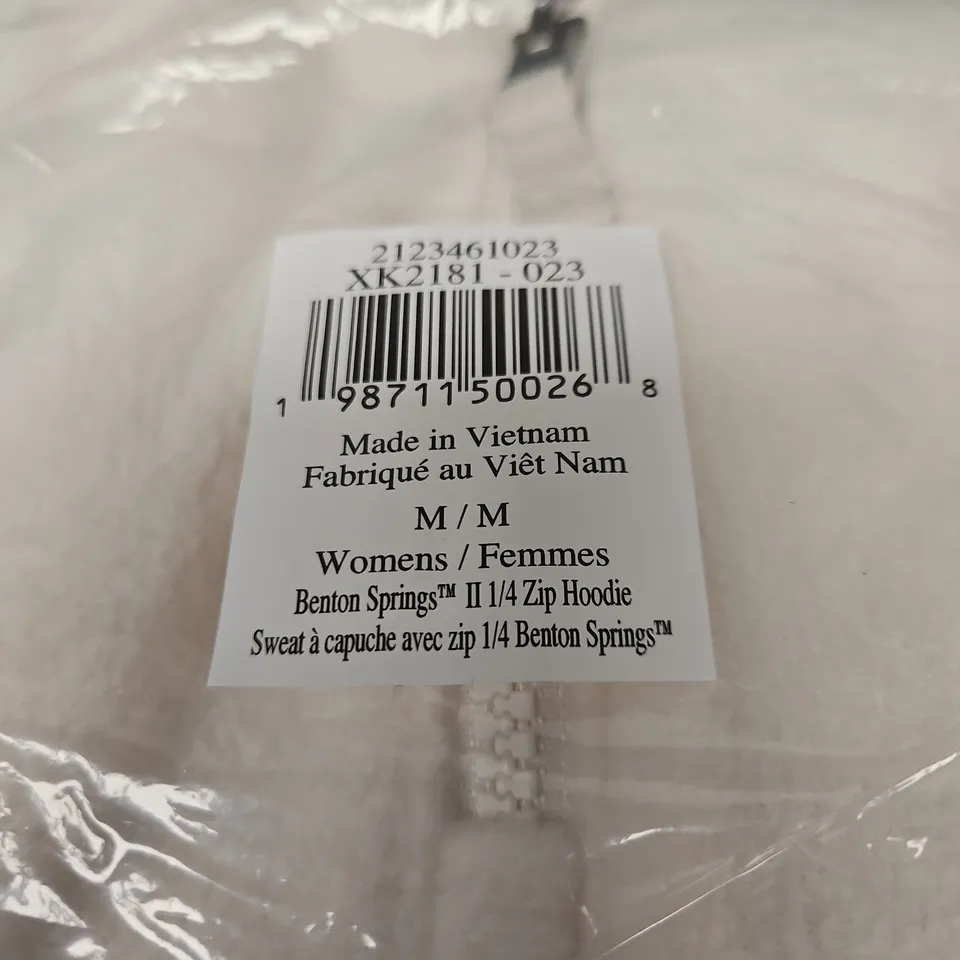 2123461023
XK2181 - 023
1 98711 50026 8
Made in Vietnam
Fabriqué au Viêt Nam
M / M
Womens / Femmes
Benton Springs™ II 1/4 Zip Hoodie
Sweat à capuche avec zip 1/4 Benton Springs™